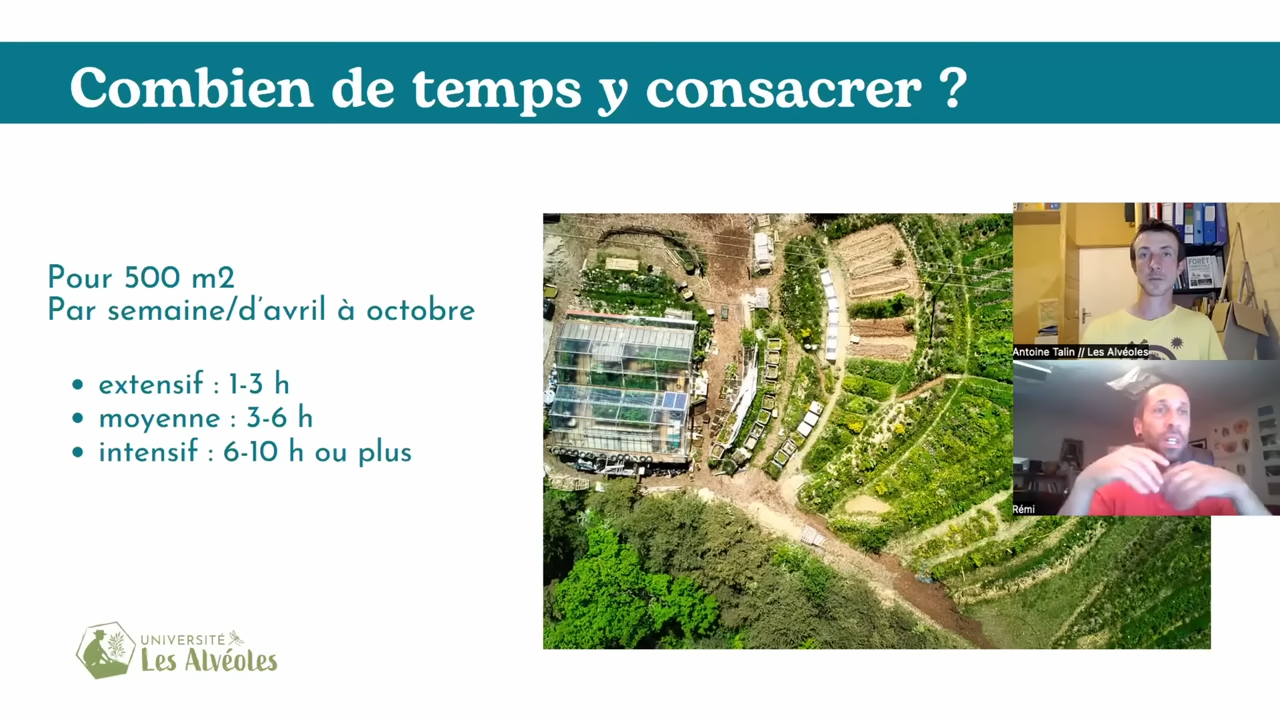 Combien de temps y consacrer ?
Pour 500 m2
Par semaine/d'avril à octobre
• extensif : 1-3 h
• moyenne : 3-6 h
• intensif : 6-10 h ou plus
FORÊT
Antoine Talin // Les Alvéoles
Rémi
UNIVERSITÉ
Les Alvéoles